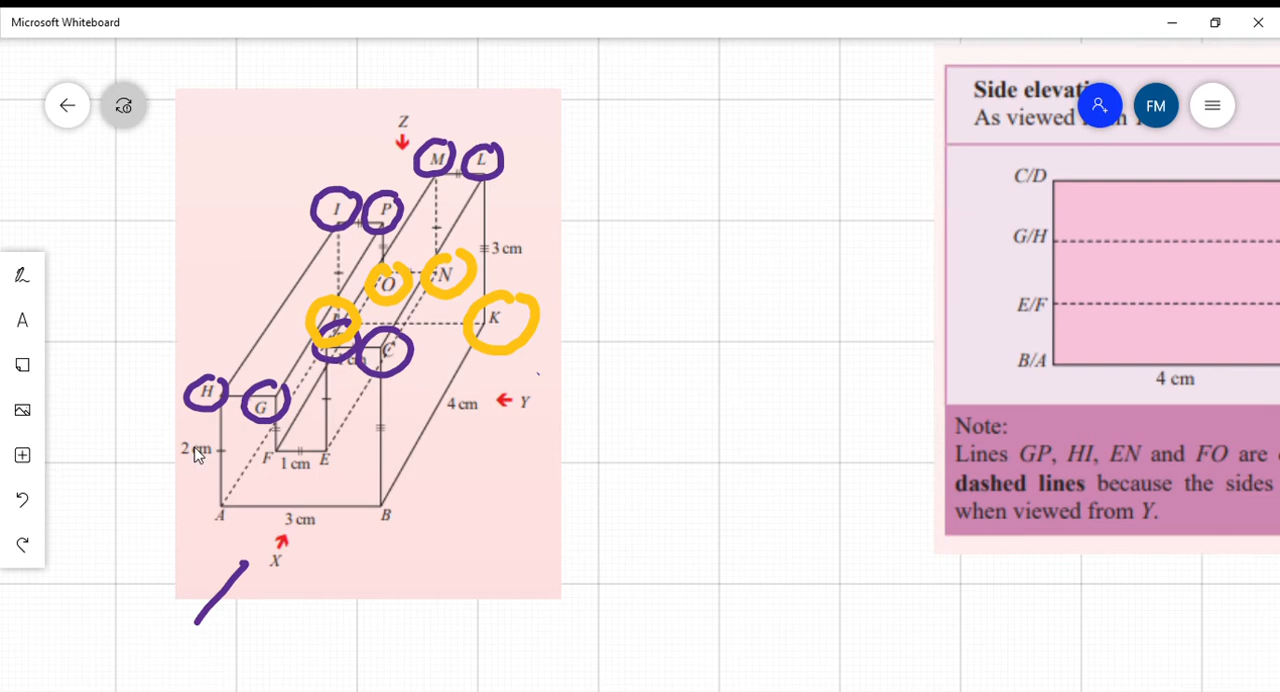 Microsoft Whiteboard
FM
Z
M
L
I
P
3 cm
O
N
K
C
H
G
4 cm
Y
2 cm
F
1 cm
E
A
3 cm
B
X
Side elevati
As viewed
C/D
G/H
E/F
B/A
4 cm
Note:
Lines GP, HI, EN and FO are
dashed lines because the sides
when viewed from Y.